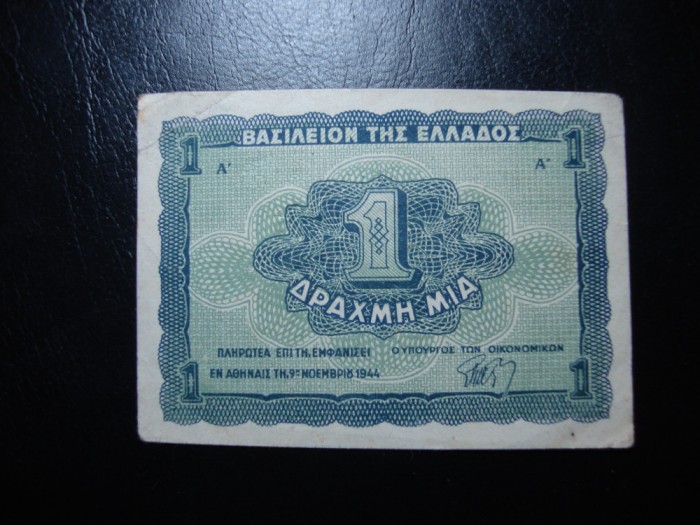 ΒΑΣΙΛΕΙΟΝ ΤΗΣ ΕΛΛΑΔΟΣ
1 1
Α' Α'
1
ΔΡΑΧΜΗ ΜΙΑ
ΠΛΗΡΩΤΕΑ ΕΠΙ ΤΗ, ΕΜΦΑΝΙΣΕΙ
Ο ΥΠΟΥΡΓΟΣ ΤΩΝ ΟΙΚΟΝΟΜΙΚΩΝ
ΕΝ ΑΘΗΝΑΙΣ ΤΗ, 9ῃ ΝΟΕΜΒΡΙΟΥ 1944
1 1